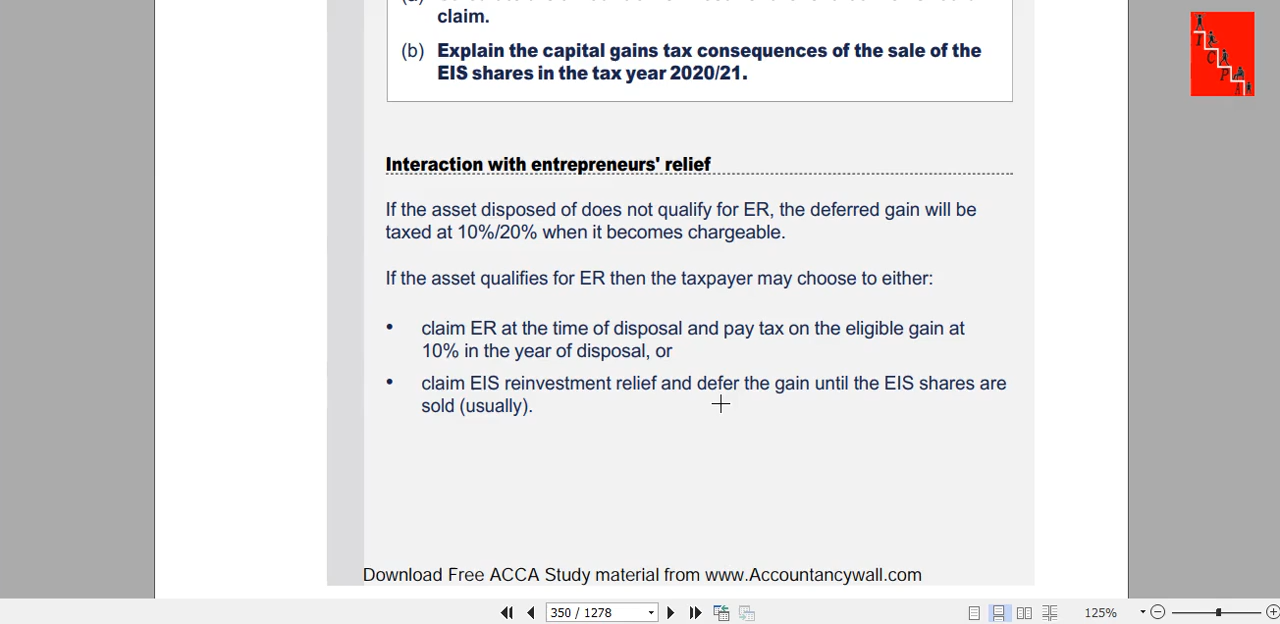 claim.
(b) Explain the capital gains tax consequences of the sale of the
EIS shares in the tax year 2020/21.
Interaction with entrepreneurs' relief
If the asset disposed of does not qualify for ER, the deferred gain will be
taxed at 10%/20% when it becomes chargeable.
If the asset qualifies for ER then the taxpayer may choose to either:
• claim ER at the time of disposal and pay tax on the eligible gain at
10% in the year of disposal, or
• claim EIS reinvestment relief and defer the gain until the EIS shares are
sold (usually).
Download Free ACCA Study material from www.Accountancywall.com
350 / 1278
125%
T
C
P
A